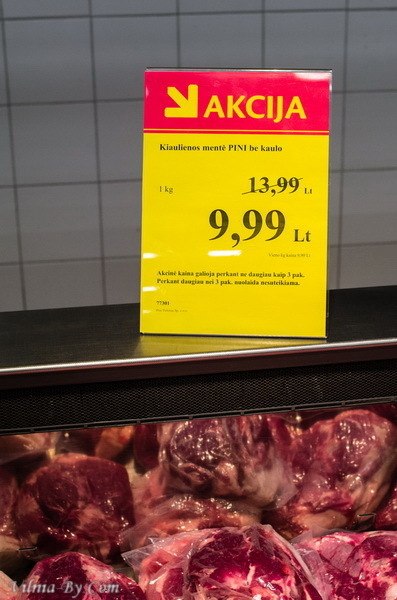 AKCIJA
Kiaulienos mentė PINI be kaulo
1 kg
13,99 Lt
9,99 Lt
Akcinė kaina galioja perkant ne daugiau kaip 3 pak.
Perkant daugiau nei 3 pak. nuolaida nesuteikiama.
77301
Vilnia-By.com